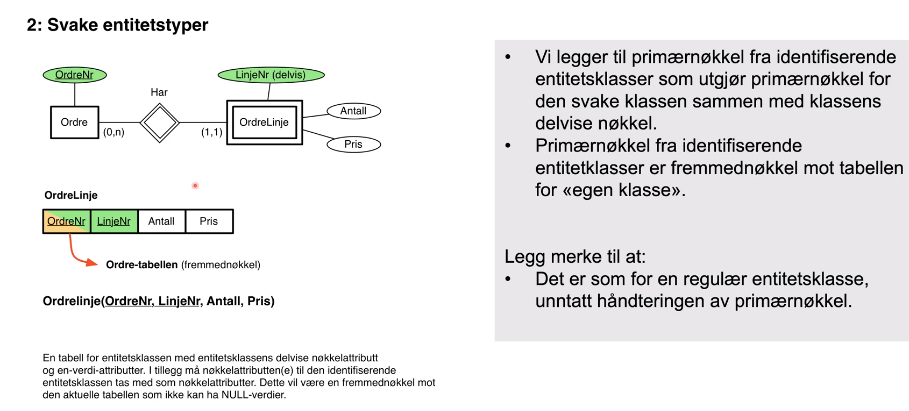 2: Svake entitetstyper
OrdreNr
LinjeNr (delvis)
Har
Ordre
(0,n)
(1,1)
OrdreLinje
Antall
Pris
OrdreLinje
OrdreNr LinjeNr Antall Pris
Ordre-tabellen (fremmednøkkel)
Ordrelinje(OrdreNr, LinjeNr, Antall, Pris)
En tabell for entitetsklassen med entitetsklassens delvise nøkkelattributt
og en-verdi-attributter. I tillegg må nøkkelattributten(e) til den identifiserende
entitetsklassen tas med som nøkkelattributter. Dette vil være en fremmednøkkel mot
den aktuelle tabellen som ikke kan ha NULL-verdier.
• Vi legger til primærnøkkel fra identifiserende
entitetsklasser som utgjør primærnøkkel for
den svake klassen sammen med klassens
delvise nøkkel.
• Primærnøkkel fra identifiserende
entitetklasser er fremmednøkkel mot tabellen
for «egen klasse».
Legg merke til at:
• Det er som for en regulær entitetsklasse,
unntatt håndteringen av primærnøkkel.